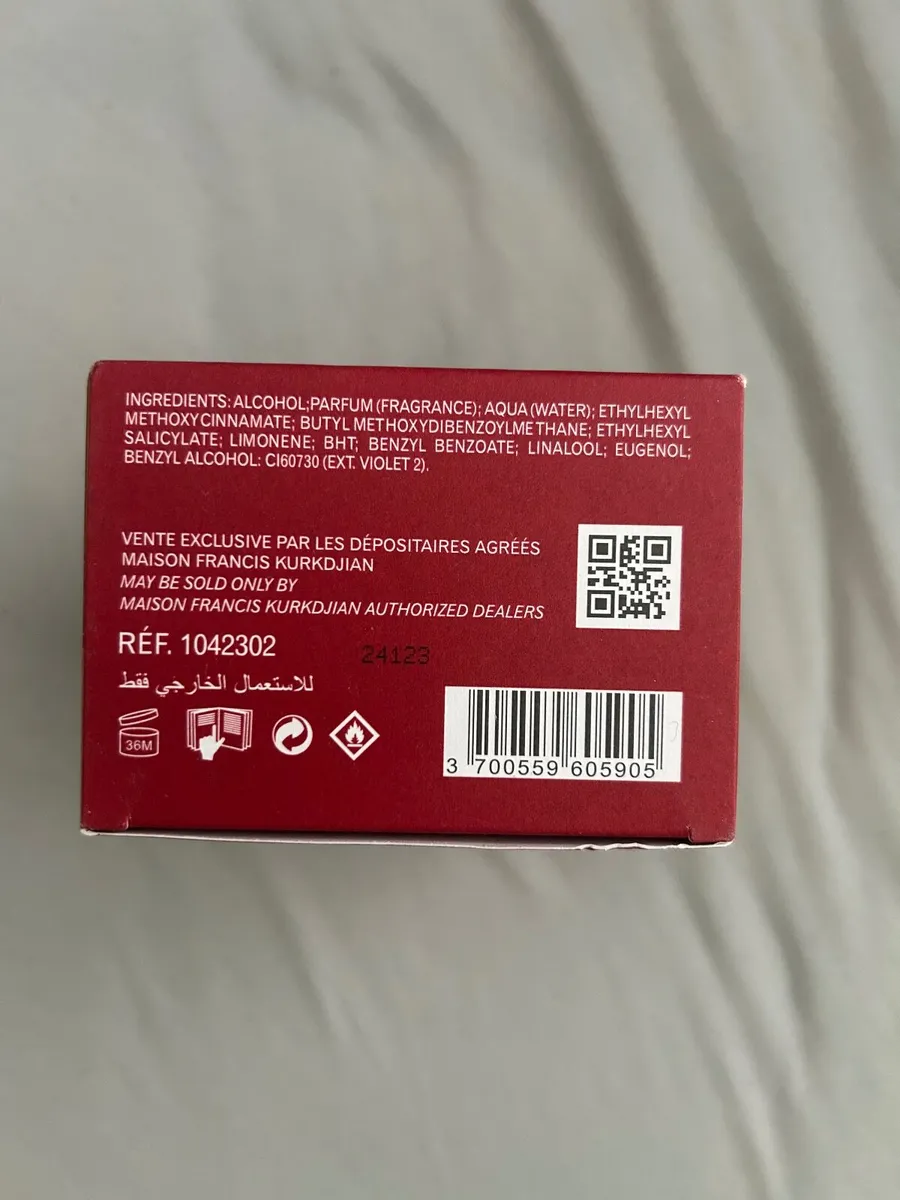 INGREDIENTS: ALCOHOL;PARFUM (FRAGRANCE); AQUA (WATER); ETHYLHEXYL
METHOXYCINNAMATE; BUTYL METHOXYDIBENZOYLMETHANE; ETHYLHEXYL
SALICYLATE; LIMONENE; BHT; BENZYL BENZOATE; LINALOOL; EUGENOL;
BENZYL ALCOHOL: CI60730 (EXT. VIOLET 2).
VENTE EXCLUSIVE PAR LES DÉPOSITAIRES AGRÉÉS
MAISON FRANCIS KURKDJIAN
MAY BE SOLD ONLY BY
MAISON FRANCIS KURKDJIAN AUTHORIZED DEALERS
RÉF. 1042302
24123
للاستعمال الخارجي فقط
36M
3 700559 605905